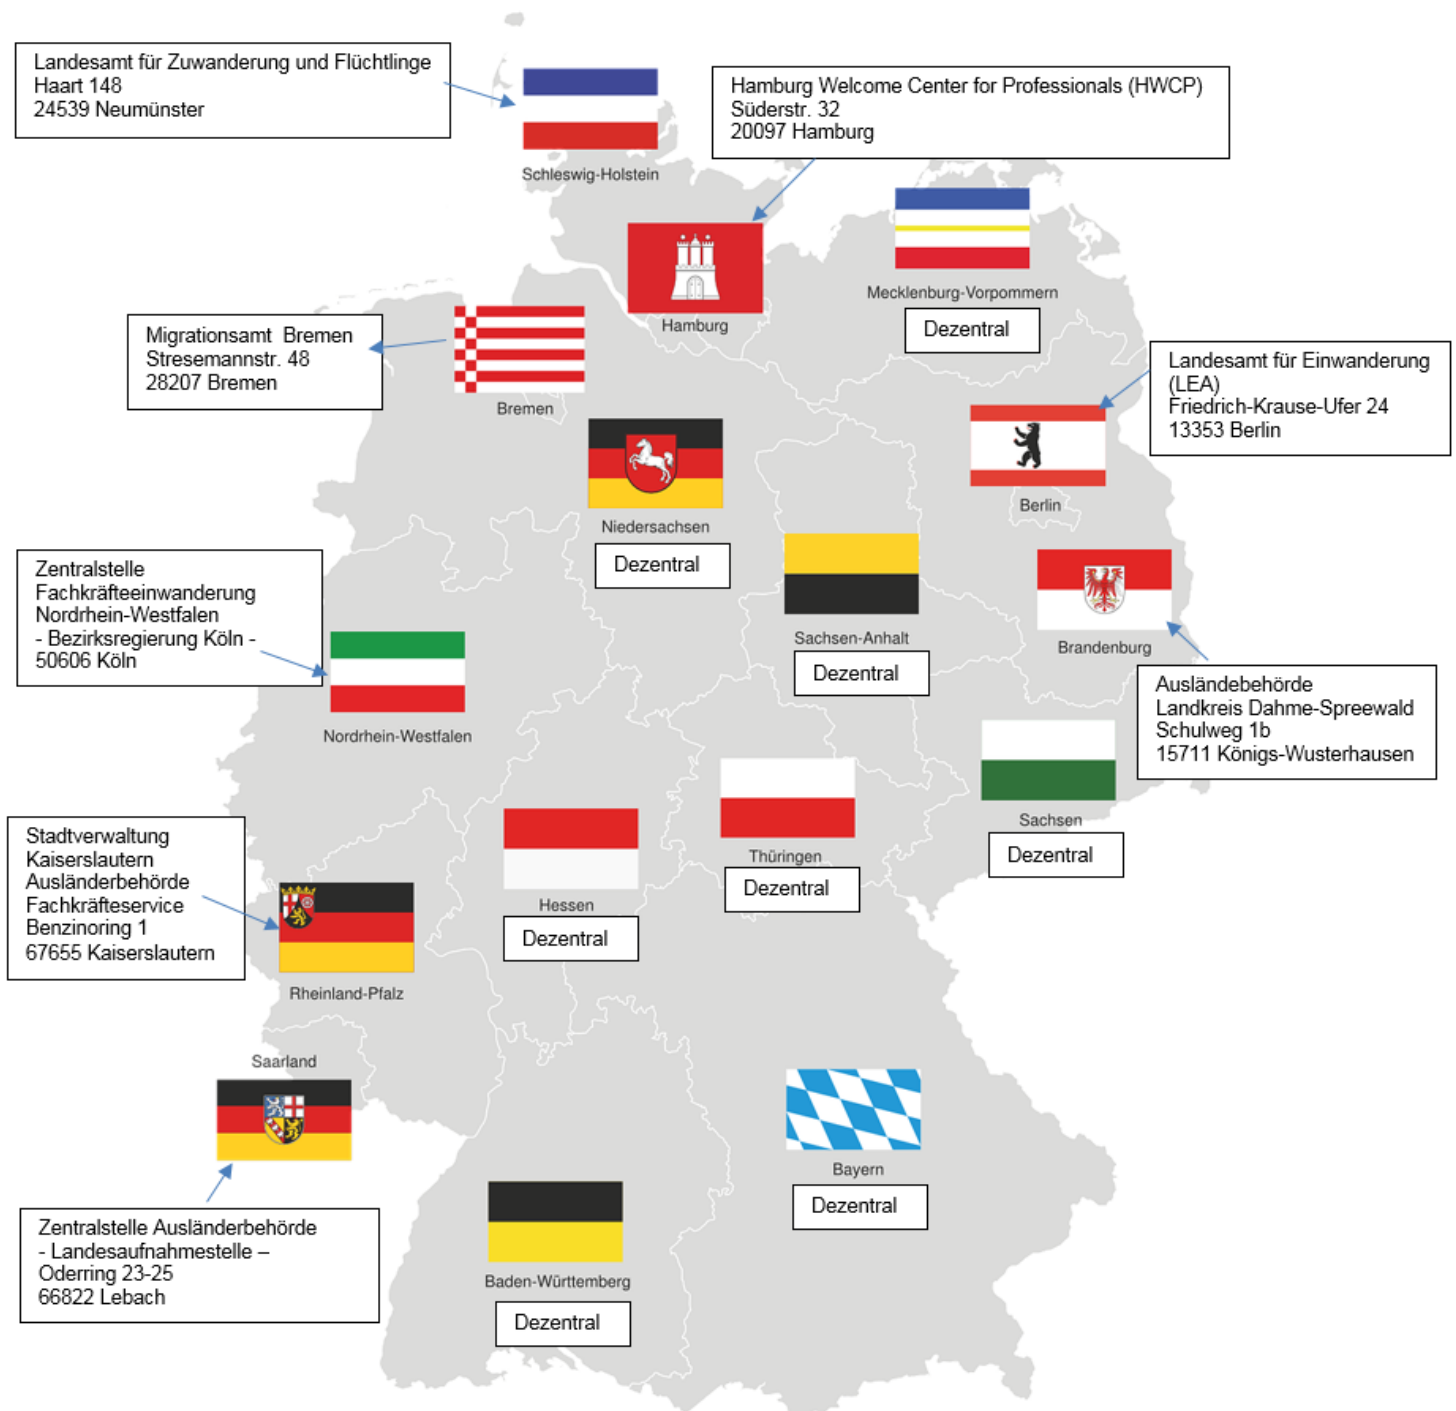 Landesamt für Zuwanderung und Flüchtlinge
Haart 148
24539 Neumünster
Schleswig-Holstein
Hamburg Welcome Center for Professionals (HWCP)
Süderstr. 32
20097 Hamburg
Hamburg
Mecklenburg-Vorpommern
Dezentral
Migrationsamt  Bremen
Stresemannstr. 48
28207 Bremen
Bremen
Landesamt für Einwanderung
(LEA)
Friedrich-Krause-Ufer 24
13353 Berlin
Berlin
Niedersachsen
Dezentral
Sachsen-Anhalt
Dezentral
Brandenburg
Ausländebehörde
Landkreis Dahme-Spreewald
Schulweg 1b
15711 Königs-Wusterhausen
Zentralstelle
Fachkräfteeinwanderung
Nordrhein-Westfalen
- Bezirksregierung Köln -
50606 Köln
Nordrhein-Westfalen
Sachsen
Dezentral
Thüringen
Dezentral
Hessen
Dezentral
Stadtverwaltung
Kaiserslautern
Ausländerbehörde
Fachkräfteservice
Benzinoring 1
67655 Kaiserslautern
Rheinland-Pfalz
Saarland
Zentralstelle Ausländerbehörde
- Landesaufnahmestelle –
Oderring 23-25
66822 Lebach
Bayern
Dezentral
Baden-Württemberg
Dezentral